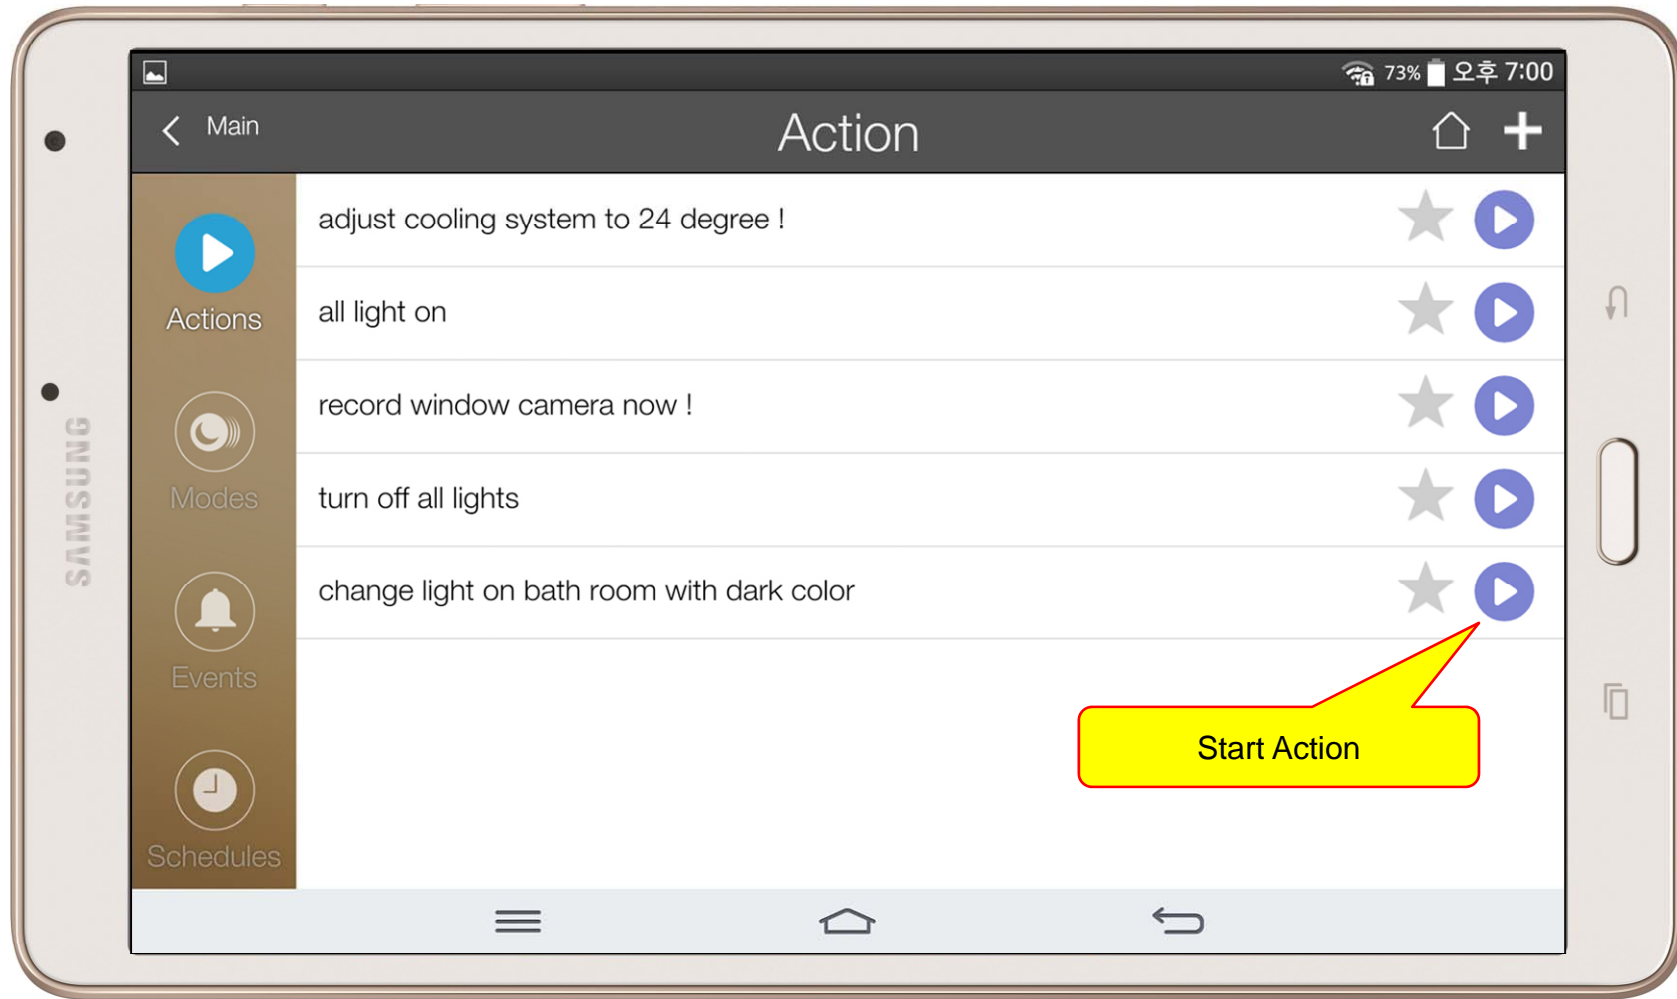 73% 오후 7:00
Main
Action
adjust cooling system to 24 degree !
Actions
all light on
record window camera now !
Modes
turn off all lights
change light on bath room with dark color
Events
Start Action
Schedules
SAMSUNG